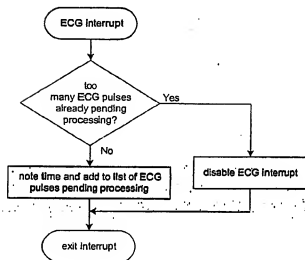 ECG interrupt
too
many ECG pulses
already pending
processing?
Yes
No
note time and add to list of ECG
pulses pending processing
disable ECG interrupt
exit interrupt